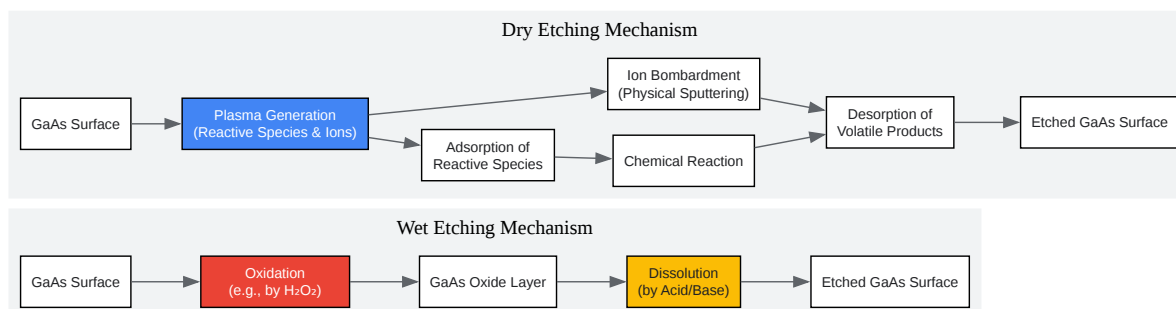 Dry Etching Mechanism
GaAs Surface
Plasma Generation
(Reactive Species & Ions)
Ion Bombardment
(Physical Sputtering)
Adsorption of
Reactive Species
Chemical Reaction
Desorption of
Volatile Products
Etched GaAs Surface
Wet Etching Mechanism
GaAs Surface
Oxidation
(e.g., by H₂O₂)
GaAs Oxide Layer
Dissolution
(by Acid/Base)
Etched GaAs Surface